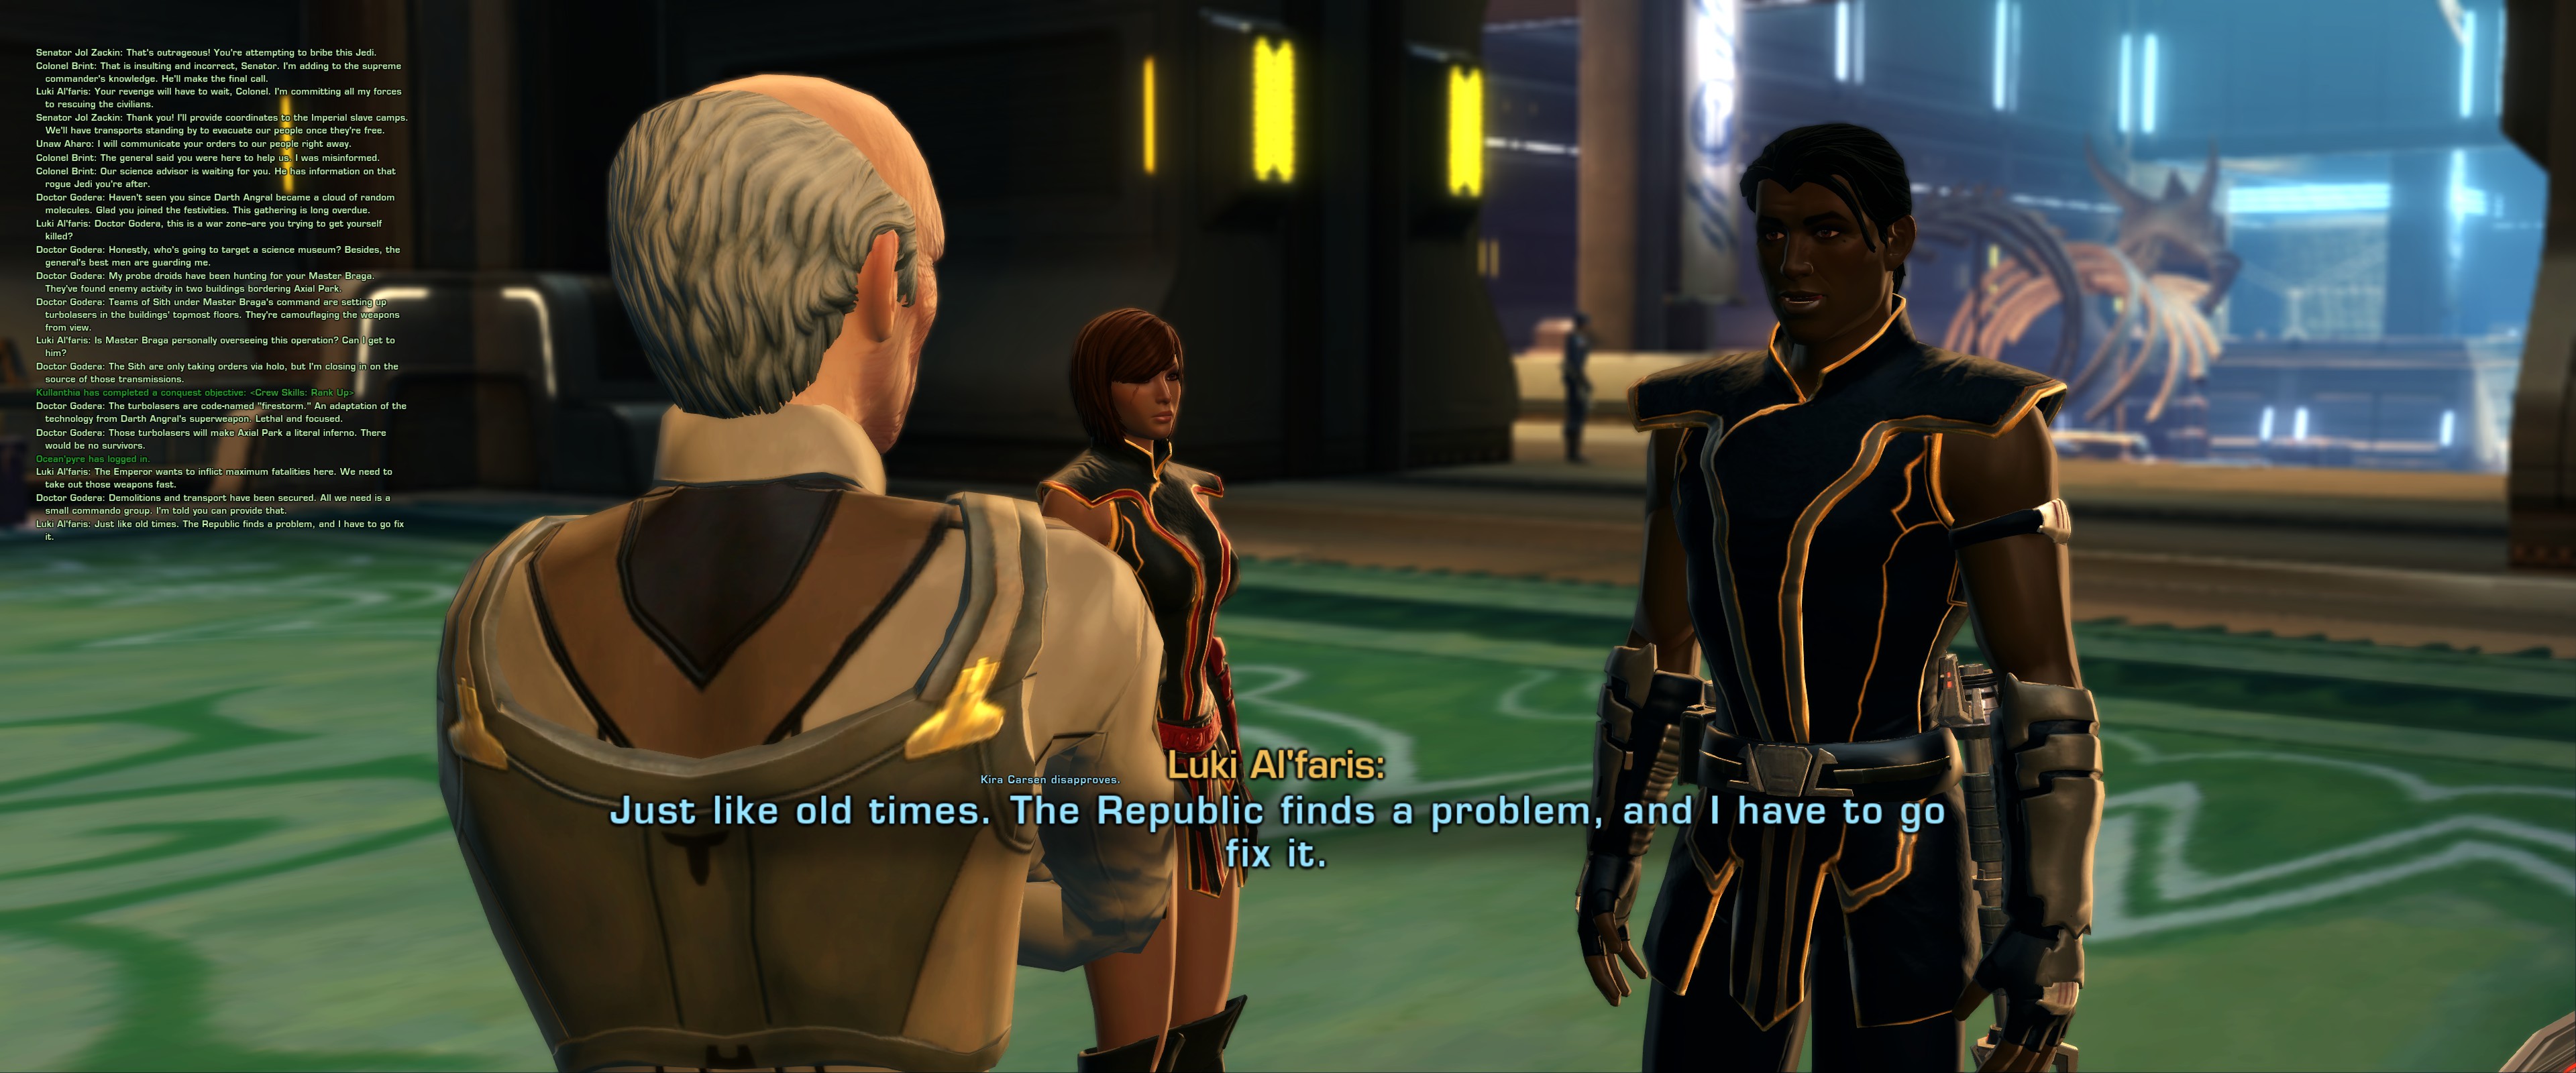 Senator Jol Zackin: That's outrageous! You're attempting to bribe this Jedi.
Colonel Brint: That is insulting and incorrect, Senator. I'm adding to the supreme
commander's knowledge. He'll make the final call.
Luki Al'faris: Your revenge will have to wait, Colonel. I'm committing all my forces
to rescuing the civilians.
Senator Jol Zackin: Thank you! I'll provide coordinates to the Imperial slave camps.
We'll have transports standing by to evacuate our people once they're free.
Unaw Aharo: I will communicate your orders to our people right away.
Colonel Brint: The general said you were here to help us. I was misinformed.
Colonel Brint: Our science advisor is waiting for you. He has information on that
rogue Jedi you're after.
Doctor Godera: Haven't seen you since Darth Angral became a cloud of random
molecules. Glad you joined the festivities. This gathering is long overdue.
Luki Al'faris: Doctor Godera, this is a war zone—are you trying to get yourself
killed?
Doctor Godera: Honestly, who's going to target a science museum? Besides, the
general's best men are guarding me.
Doctor Godera: My probe droids have been hunting for your Master Braga.
They've found enemy activity in two buildings bordering Axial Park.
Doctor Godera: Teams of Sith under Master Braga's command are setting up
turbolasers in the buildings' topmost floors. They're camouflaging the weapons
from view.
Luki Al'faris: Is Master Braga personally overseeing this operation? Can I get to
him?
Doctor Godera: The Sith are only taking orders via holo, but I'm closing in on the
source of those transmissions.
Kullanthia has completed a conquest objective: <Crew Skills: Rank Up>
Doctor Godera: The turbolasers are code-named "firestorm." An adaptation of the
technology from Darth Angral's superweapon. Lethal and focused.
Doctor Godera: Those turbolasers will make Axial Park a literal inferno. There
would be no survivors.
Ocean'pyre has logged in.
Luki Al'faris: The Emperor wants to inflict maximum fatalities here. We need to
take out those weapons fast.
Doctor Godera: Demolitions and transport have been secured. All we need is a
small commando group. I'm told you can provide that.
Luki Al'faris: Just like old times. The Republic finds a problem, and I have to go fix
it.
Luki Al'faris:
Kira Carsen disapproves.
Just like old times. The Republic finds a problem, and I have to go
fix it.